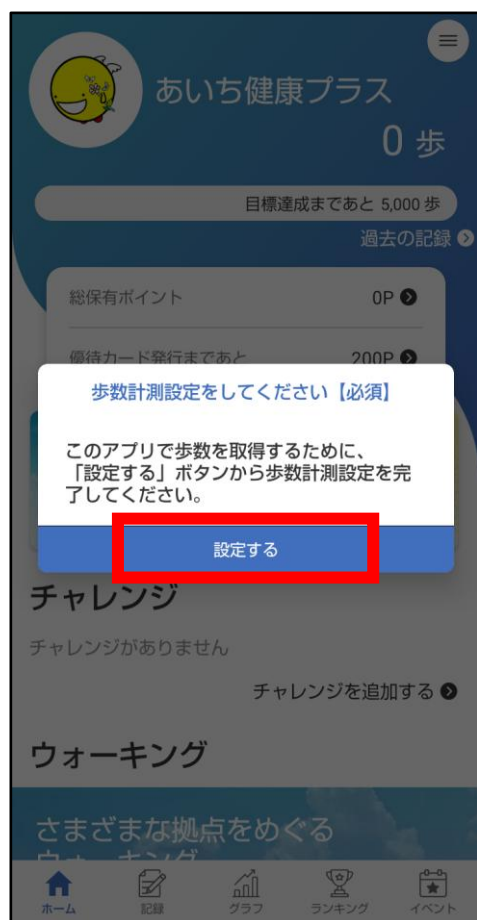 あいち健康プラス
0 歩
目標達成まであと 5,000 歩
過去の記録
総保有ポイント 0P
優待カード発行まであと 200P
歩数計測設定をしてください【必須】
このアプリで歩数を取得するために、
「設定する」ボタンから歩数計測設定を完
了してください。
設定する
チャレンジ
チャレンジがありません
チャレンジを追加する
ウォーキング
さまざまな拠点をめぐる
ウォーキング
ホーム 記録 グラフ ランキング イベント